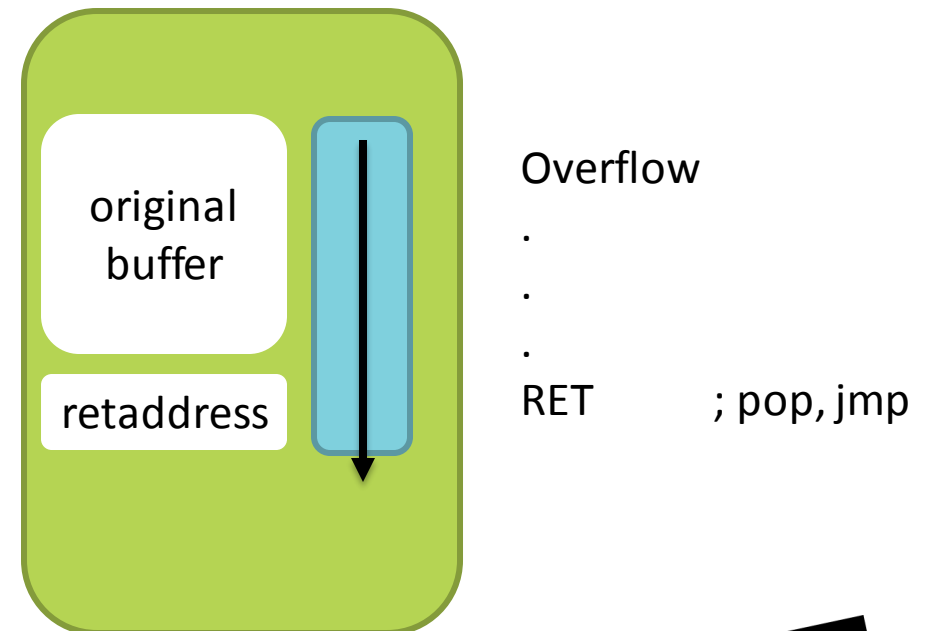 original
buffer
retaddress
Overflow
.
.
.
RET ; pop, jmp